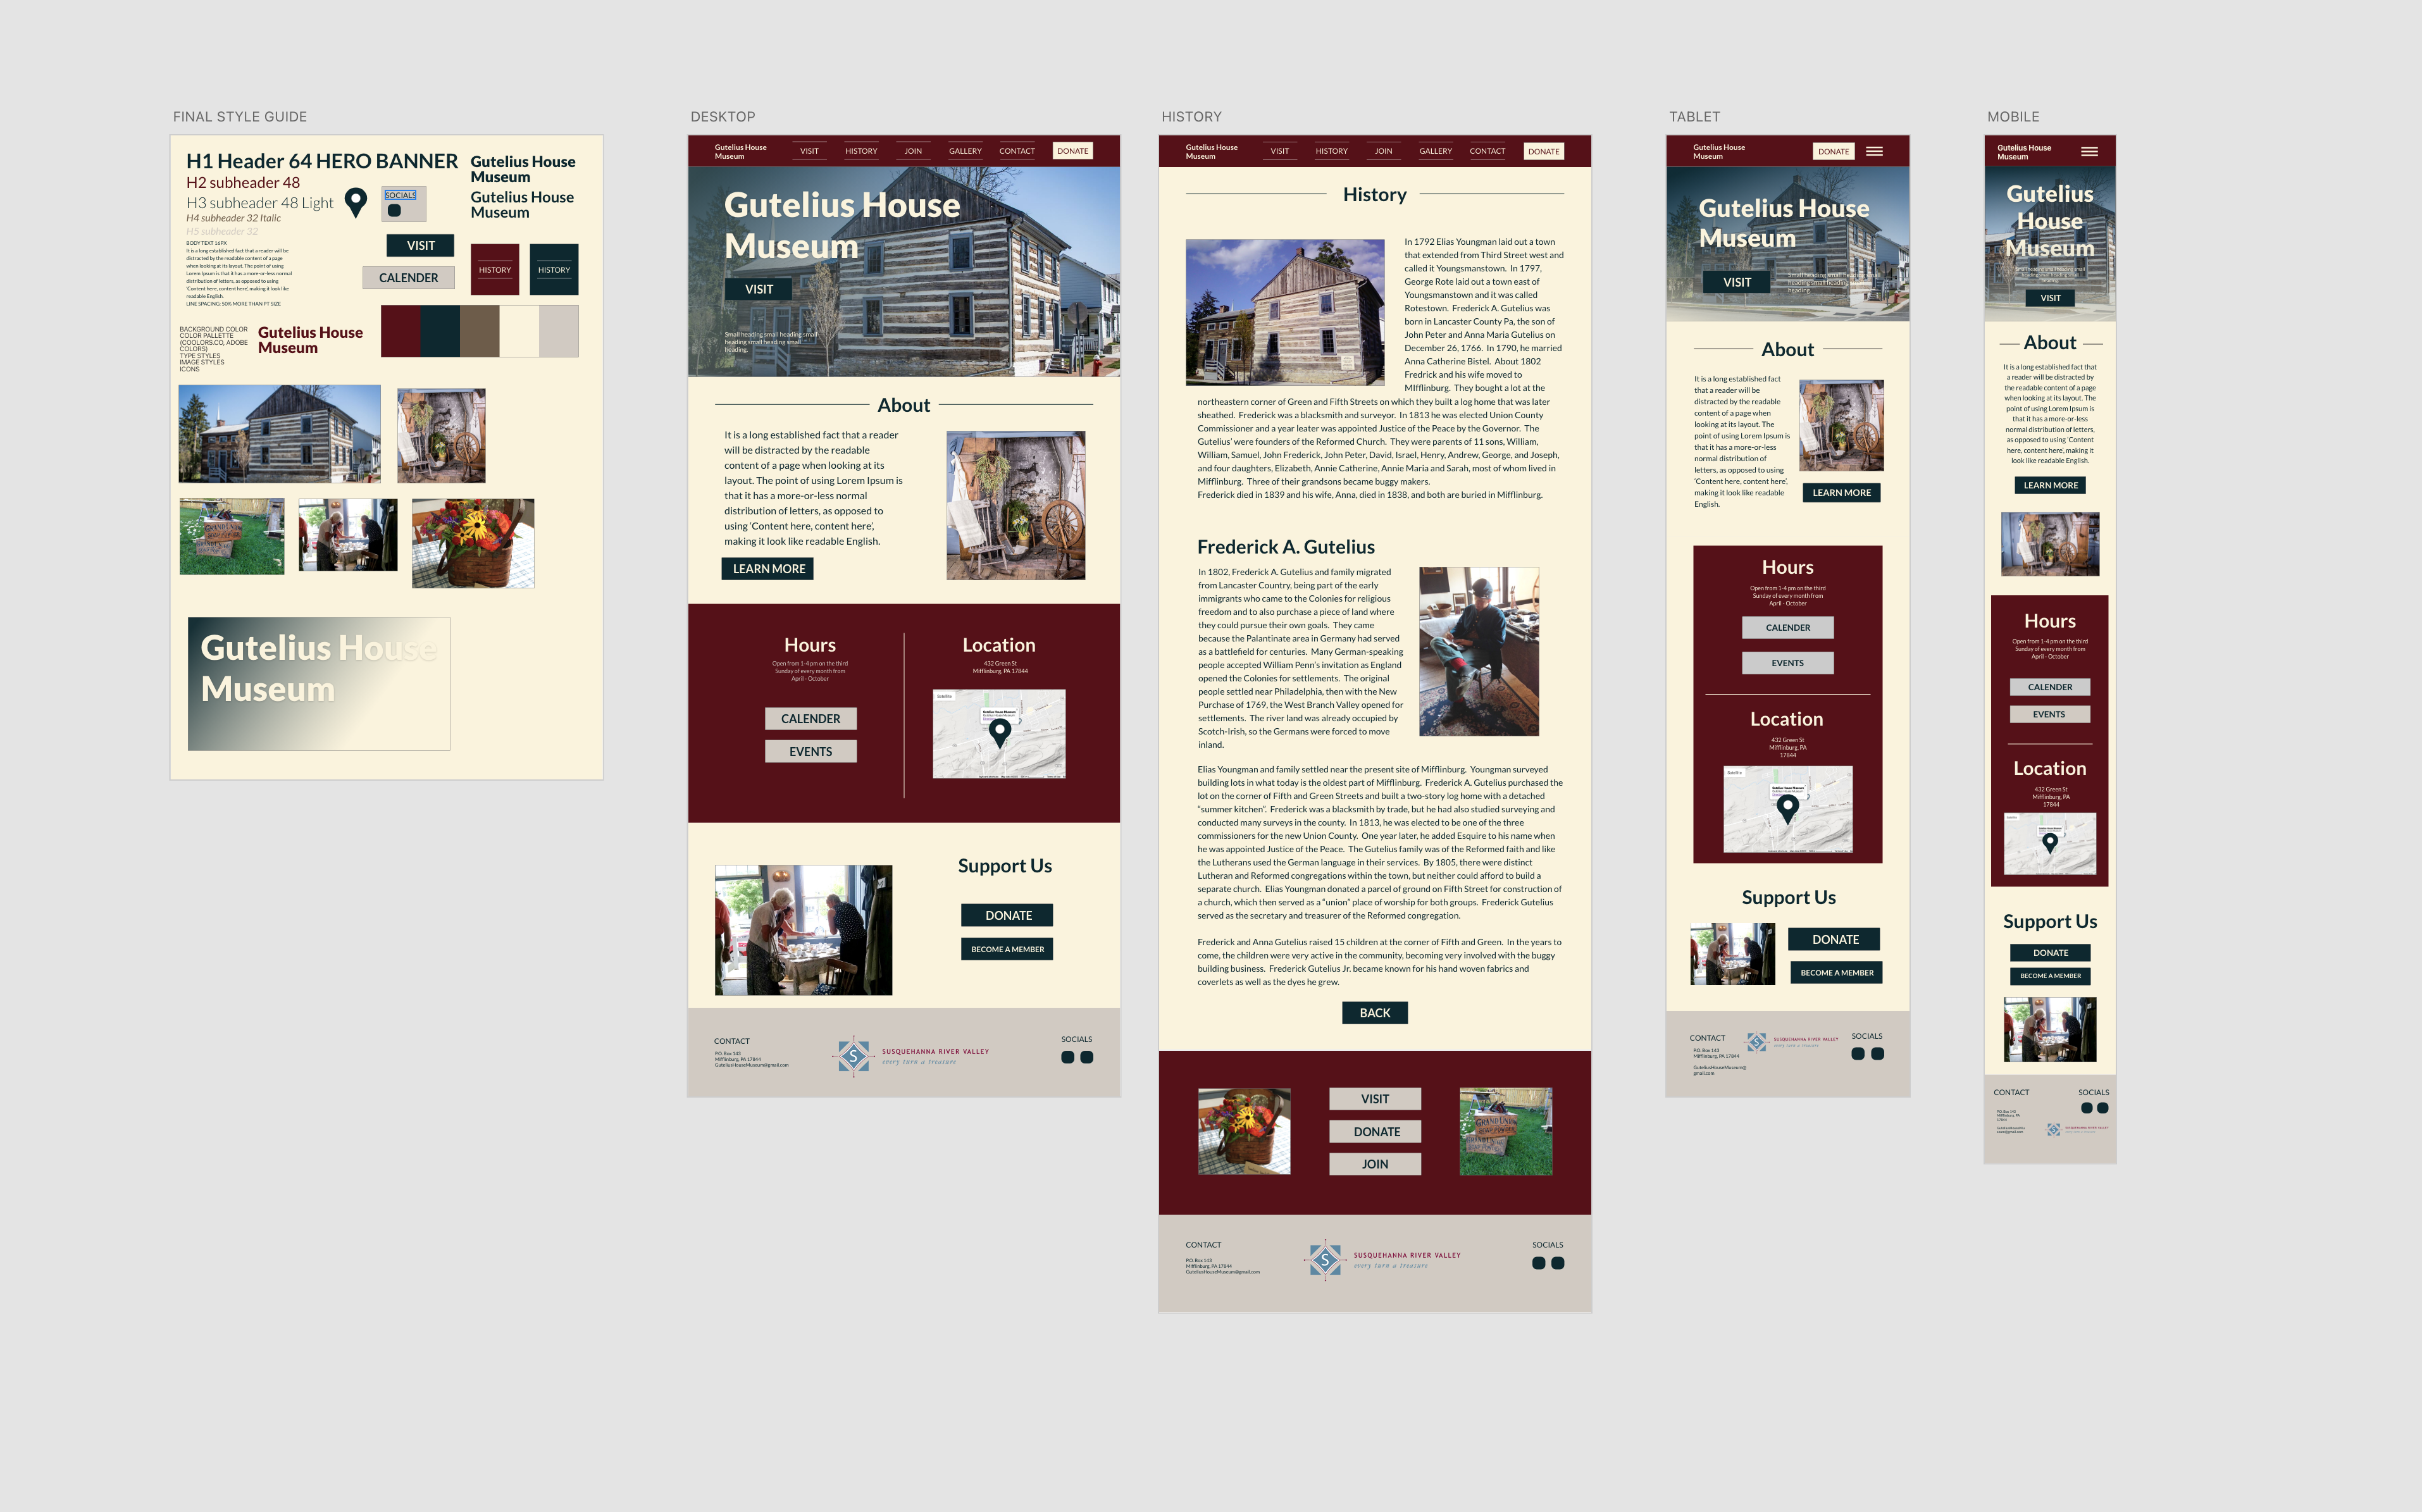 FINAL STYLE GUIDE
H1 Header 64 HERO BANNER
H2 subheader 48
H3 subheader 48 Light
H4 subheader 32 Italic
H5 subheader 32
BODY TEXT 16PX
It is a long established fact that a reader will be
distracted by the readable content of a page
when looking at its layout. The point of using
Lorem Ipsum is that it has a more-or-less normal
distribution of letters, as opposed to using
'Content here, content here', making it look like
readable English.
LINE SPACING: 50% MORE THAN PT SIZE
Gutelius House
Museum
Gutelius House
Museum
SOCIALS
VISIT
CALENDER
HISTORY
HISTORY
BACKGROUND COLOR
COLOR PALLETTE
(COOLORS.CO, ADOBE
COLORS)
TYPE STYLES
IMAGE STYLES
ICONS
Gutelius House
Museum
Gutelius House
Museum
DESKTOP
Gutelius House
Museum
VISIT
HISTORY
JOIN
GALLERY
CONTACT
DONATE
Gutelius House
Museum
VISIT
Small heading small heading small
heading small heading small
heading.
About
It is a long established fact that a reader
will be distracted by the readable
content of a page when looking at its
layout. The point of using Lorem Ipsum is
that it has a more-or-less normal
distribution of letters, as opposed to
using 'Content here, content here',
making it look like readable English.
LEARN MORE
Hours
Open from 1-4 pm on the third
Sunday of every month from
April - October
CALENDER
EVENTS
Location
432 Green St
Mifflinburg, PA 17844
Support Us
DONATE
BECOME A MEMBER
CONTACT
P.O. Box 143
Mifflinburg, PA 17844
GuteliusHouseMuseum@gmail.com
S
SUSQUEHANNA RIVER VALLEY
every turn a treasure
SOCIALS
HISTORY
Gutelius House
Museum
VISIT
HISTORY
JOIN
GALLERY
CONTACT
DONATE
History
In 1792 Elias Youngman laid out a town
that extended from Third Street west and
called it Youngsmanstown. In 1797,
George Rote laid out a town east of
Youngsmanstown and it was called
Rotestown. Frederick A. Gutelius was
born in Lancaster County Pa, the son of
John Peter and Anna Maria Gutelius on
December 26, 1766. In 1790, he married
Anna Catherine Bistel. About 1802
Fredrick and his wife moved to
MIfflinburg. They bought a lot at the
northeastern corner of Green and Fifth Streets on which they built a log home that was later
sheathed. Frederick was a blacksmith and surveyor. In 1813 he was elected Union County
Commissioner and a year leater was appointed Justice of the Peace by the Governor. The
Gutelius' were founders of the Reformed Church. They were parents of 11 sons, William,
William, Samuel, John Frederick, John Peter, David, Israel, Henry, Andrew, George, and Joseph,
and four daughters, Elizabeth, Annie Catherine, Annie Maria and Sarah, most of whom lived in
Mifflinburg. Three of their grandsons became buggy makers.
Frederick died in 1839 and his wife, Anna, died in 1838, and both are buried in Mifflinburg.
Frederick A. Gutelius
In 1802, Frederick A. Gutelius and family migrated
from Lancaster Country, being part of the early
immigrants who came to the Colonies for religious
freedom and to also purchase a piece of land where
they could pursue their own goals. They came
because the Palantinate area in Germany had served
as a battlefield for centuries. Many German-speaking
people accepted William Penn's invitation as England
opened the Colonies for settlements. The original
people settled near Philadelphia, then with the New
Purchase of 1769, the West Branch Valley opened for
settlements. The river land was already occupied by
Scotch-Irish, so the Germans were forced to move
inland.
Elias Youngman and family settled near the present site of Mifflinburg. Youngman surveyed
building lots in what today is the oldest part of Mifflinburg. Frederick A. Gutelius purchased the
lot on the corner of Fifth and Green Streets and built a two-story log home with a detached
"summer kitchen". Frederick was a blacksmith by trade, but he had also studied surveying and
conducted many surveys in the county. In 1813, he was elected to be one of the three
commissioners for the new Union County. One year later, he added Esquire to his name when
he was appointed Justice of the Peace. The Gutelius family was of the Reformed faith and like
the Lutherans used the German language in their services. By 1805, there were distinct
Lutheran and Reformed congregations within the town, but neither could afford to build a
separate church. Elias Youngman donated a parcel of ground on Fifth Street for construction of
a church, which then served as a "union" place of worship for both groups. Frederick Gutelius
served as the secretary and treasurer of the Reformed congregation.
Frederick and Anna Gutelius raised 15 children at the corner of Fifth and Green. In the years to
come, the children were very active in the community, becoming very involved with the buggy
building business. Frederick Gutelius Jr. became known for his hand woven fabrics and
coverlets as well as the dyes he grew.
BACK
VISIT
DONATE
JOIN
CONTACT
P.O. Box 143
Mifflinburg, PA 17844
GuteliusHouseMuseum@gmail.com
S
SUSQUEHANNA RIVER VALLEY
every turn a treasure
SOCIALS
TABLET
Gutelius House
Museum
DONATE
Gutelius House
Museum
VISIT
Small heading small heading small
heading small heading small
heading.
About
It is a long established fact
that a reader will be
distracted by the readable
content of a page when
looking at its layout. The
point of using Lorem Ipsum is
that it has a more-or-less
normal distribution of
letters, as opposed to using
'Content here, content here',
making it look like readable
English.
LEARN MORE
Hours
Open from 1-4 pm on the third
Sunday of every month from
April - October
CALENDER
EVENTS
Location
432 Green St
Mifflinburg, PA
17844
Support Us
DONATE
BECOME A MEMBER
CONTACT
P.O. Box 143
Mifflinburg, PA 17844
GuteliusHouseMuseum@
gmail.com
SUSQUEHANNA RIVER VALLEY
every turn a treasure
SOCIALS
MOBILE
Gutelius House
Museum
Gutelius
House
Museum
VISIT
About
It is a long established fact that
a reader will be distracted by
the readable content of a page
when looking at its layout. The
point of using Lorem Ipsum is
that it has a more-or-less
normal distribution of letters,
as opposed to using 'Content
here, content here', making it
look like readable English.
LEARN MORE
Hours
Open from 1-4 pm on the third
Sunday of every month from
April - October
CALENDER
EVENTS
Location
432 Green St
Mifflinburg, PA
17844
Support Us
DONATE
BECOME A MEMBER
CONTACT
SOCIALS
P.O. Box 143
Mifflinburg, PA
17844